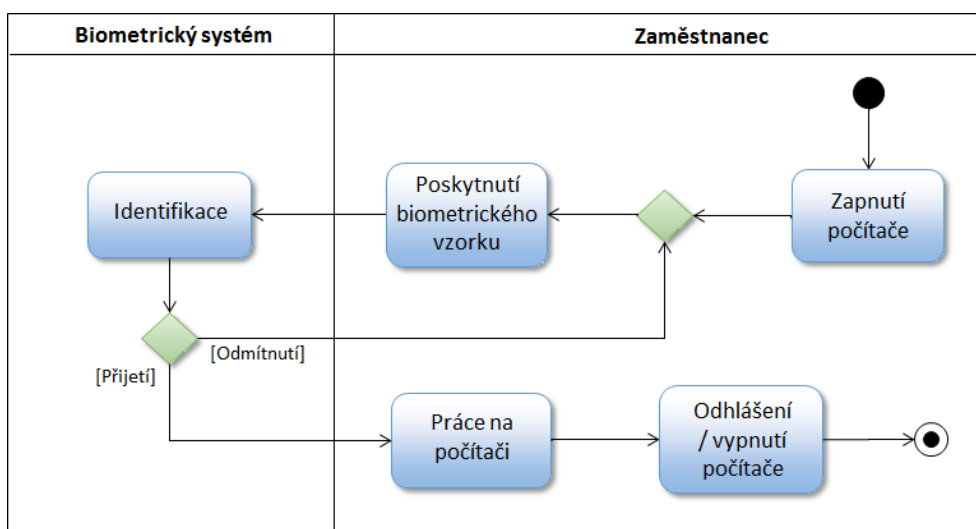 Biometrický systém
Zaměstnanec
Identifikace
Poskytnutí
biometrického
vzorku
Zapnutí
počítače
[Odmítnutí]
[Přijetí]
Práce na
počítači
Odhlášení
/ vypnutí
počítače